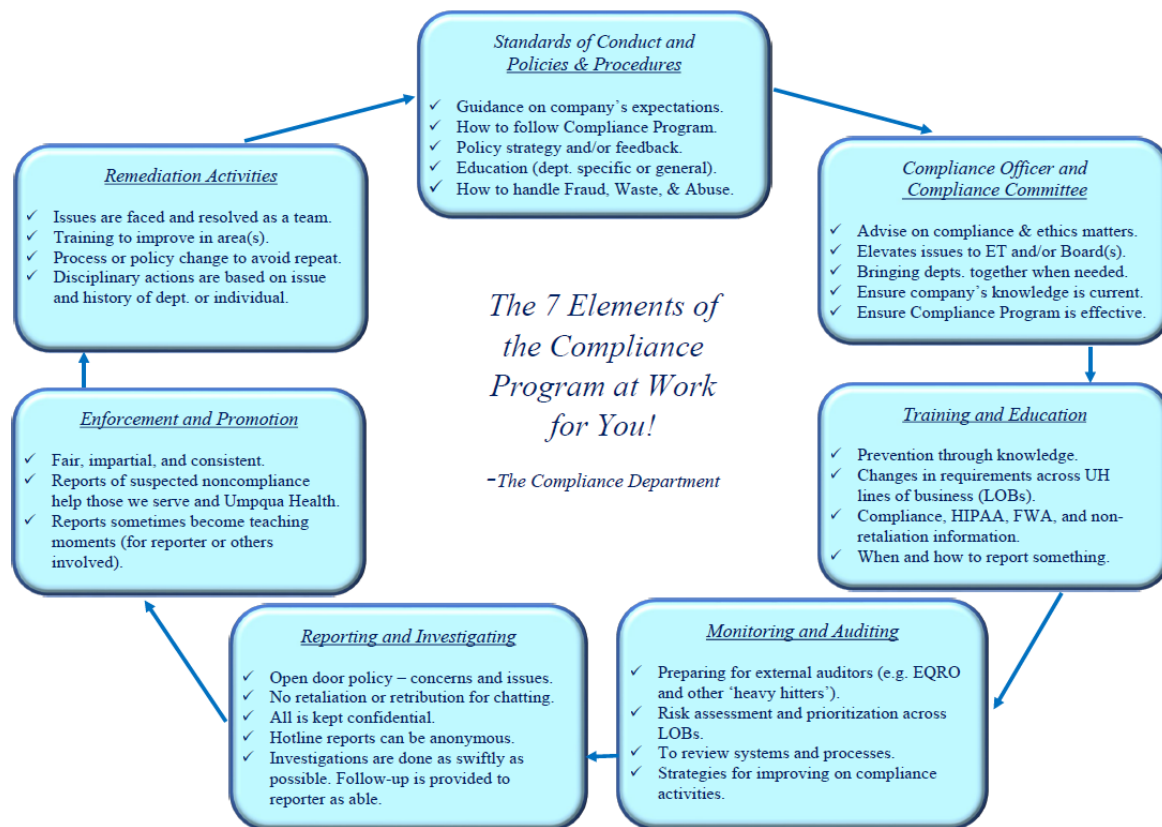 Standards of Conduct and
Policies & Procedures
✓ Guidance on company’s expectations.
✓ How to follow Compliance Program.
✓ Policy strategy and/or feedback.
✓ Education (dept. specific or general).
✓ How to handle Fraud, Waste, & Abuse.
Compliance Officer and
Compliance Committee
✓ Advise on compliance & ethics matters.
✓ Elevates issues to ET and/or Board(s).
✓ Bringing depts. together when needed.
✓ Ensure company’s knowledge is current.
✓ Ensure Compliance Program is effective.
Training and Education
✓ Prevention through knowledge.
✓ Changes in requirements across UH
lines of business (LOBs).
✓ Compliance, HIPAA, FWA, and non-
retaliation information.
✓ When and how to report something.
Monitoring and Auditing
✓ Preparing for external auditors (e.g. EQRO
and other ‘heavy hitters’).
✓ Risk assessment and prioritization across
LOBs.
✓ To review systems and processes.
✓ Strategies for improving on compliance
activities.
Reporting and Investigating
✓ Open door policy – concerns and issues.
✓ No retaliation or retribution for chatting.
✓ All is kept confidential.
✓ Hotline reports can be anonymous.
✓ Investigations are done as swiftly as
possible. Follow-up is provided to
reporter as able.
Enforcement and Promotion
✓ Fair, impartial, and consistent.
✓ Reports of suspected noncompliance
help those we serve and Umpqua Health.
✓ Reports sometimes become teaching
moments (for reporter or others
involved).
Remediation Activities
✓ Issues are faced and resolved as a team.
✓ Training to improve in area(s).
✓ Process or policy change to avoid repeat.
✓ Disciplinary actions are based on issue
and history of dept. or individual.
The 7 Elements of
the Compliance
Program at Work
for You!
-The Compliance Department